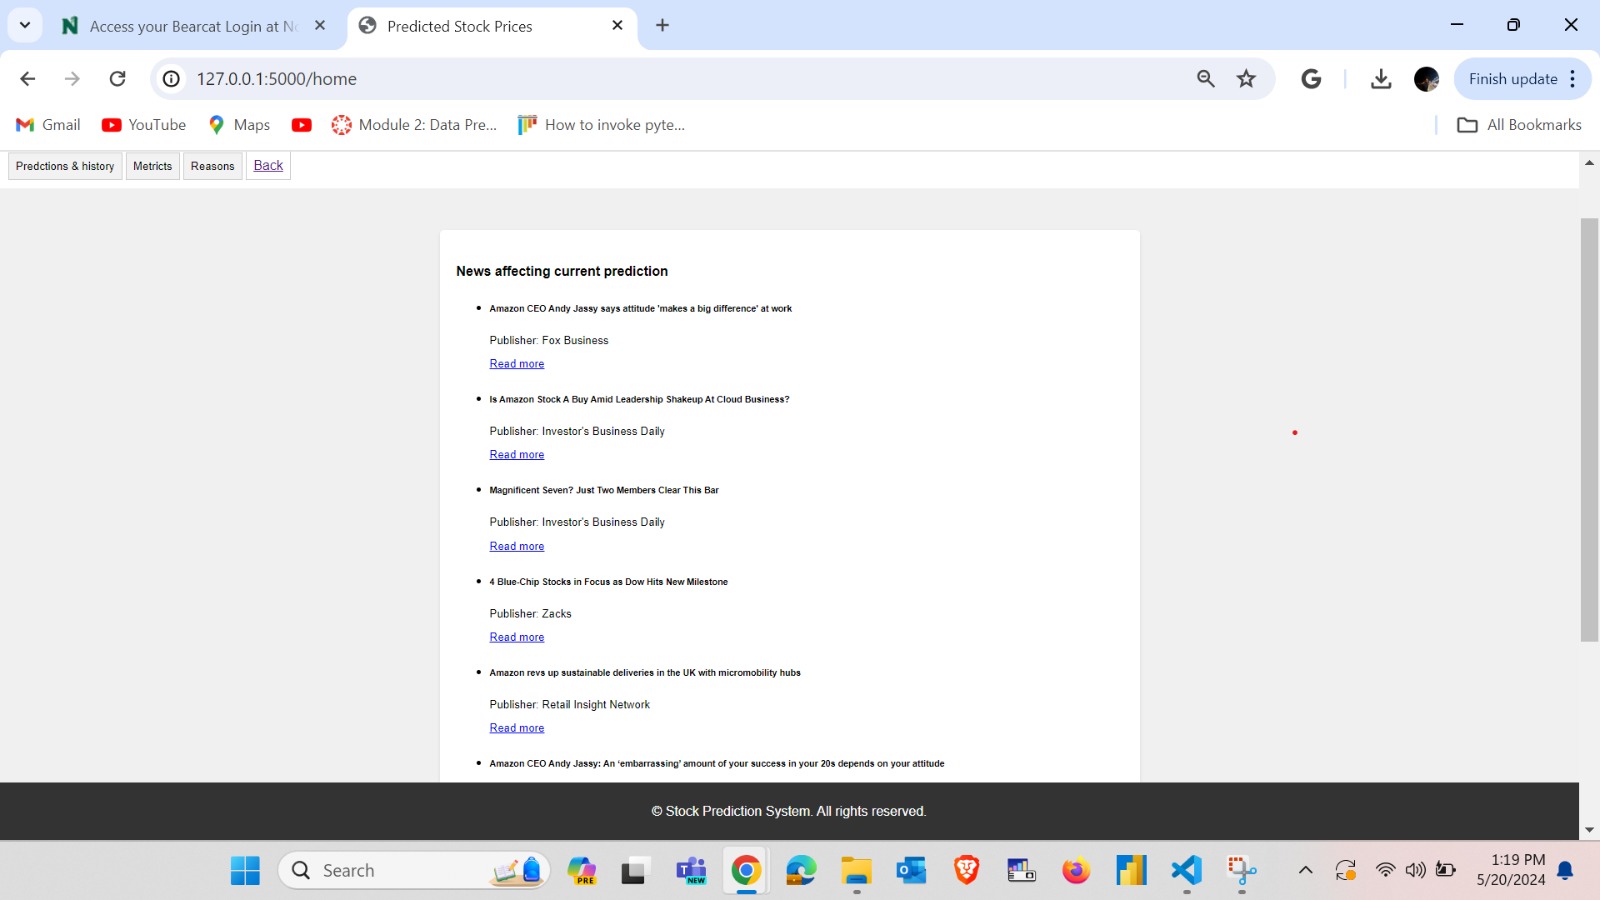 Access your Bearcat Login at No
Predicted Stock Prices
127.0.0.1:5000/home
Finish update
Gmail
YouTube
Maps
Module 2: Data Pre...
How to invoke pyte...
All Bookmarks
Predctions & history
Metricts
Reasons
Back
News affecting current prediction
Amazon CEO Andy Jassy says attitude 'makes a big difference' at work
Publisher: Fox Business
Read more
Is Amazon Stock A Buy Amid Leadership Shakeup At Cloud Business?
Publisher: Investor's Business Daily
Read more
Magnificent Seven? Just Two Members Clear This Bar
Publisher: Investor's Business Daily
Read more
4 Blue-Chip Stocks in Focus as Dow Hits New Milestone
Publisher: Zacks
Read more
Amazon revs up sustainable deliveries in the UK with micromobility hubs
Publisher: Retail Insight Network
Read more
Amazon CEO Andy Jassy: An ‘embarrassing’ amount of your success in your 20s depends on your attitude
© Stock Prediction System. All rights reserved.
Search
PRE
NEW
1:19 PM
5/20/2024